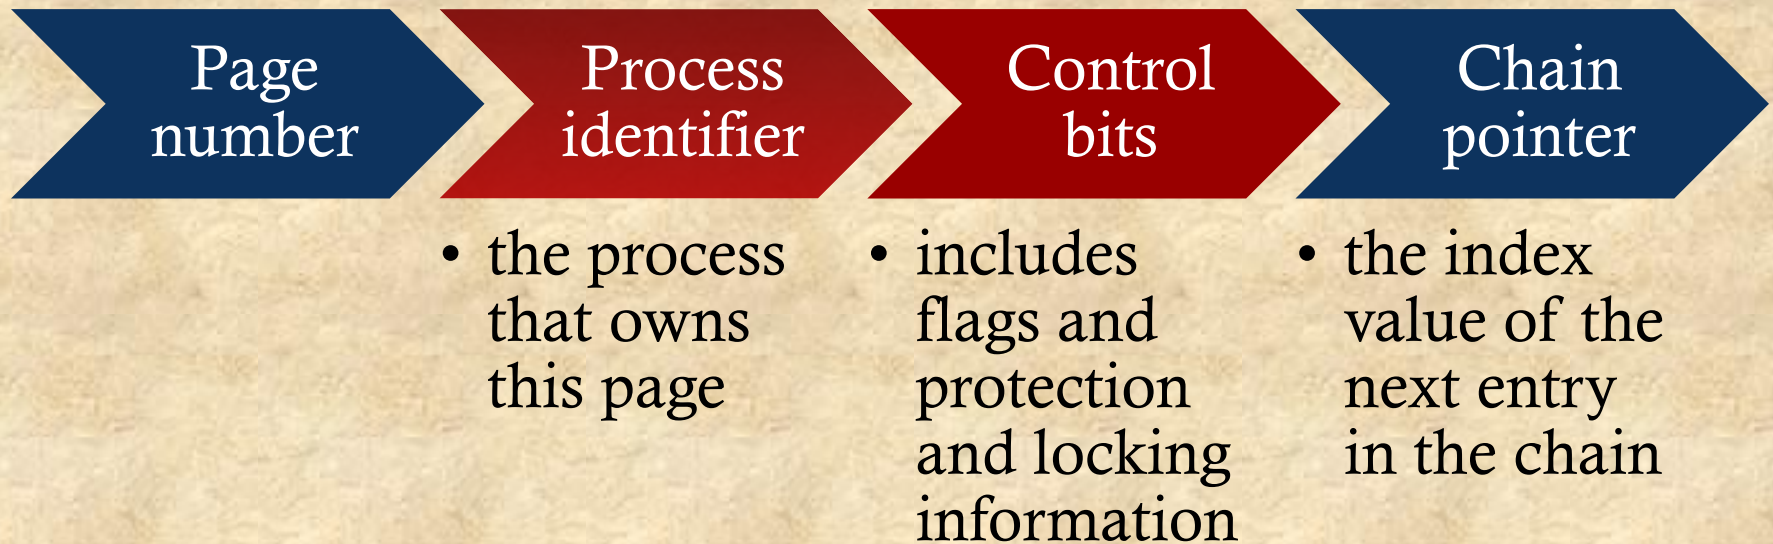 Page
number
Process
identifier
Control
bits
Chain
pointer
• the process
that owns
this page
• includes
flags and
protection
and locking
information
• the index
value of the
next entry
in the chain